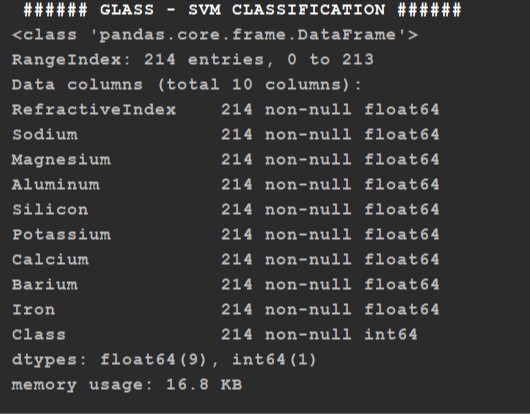 ###### GLASS - SVM CLASSIFICATION ######
<class 'pandas.core.frame.DataFrame'>
RangeIndex: 214 entries, 0 to 213
Data columns (total 10 columns):
RefractiveIndex    214 non-null float64
Sodium             214 non-null float64
Magnesium          214 non-null float64
Aluminum           214 non-null float64
Silicon            214 non-null float64
Potassium          214 non-null float64
Calcium            214 non-null float64
Barium             214 non-null float64
Iron               214 non-null float64
Class              214 non-null int64
dtypes: float64(9), int64(1)
memory usage: 16.8 KB